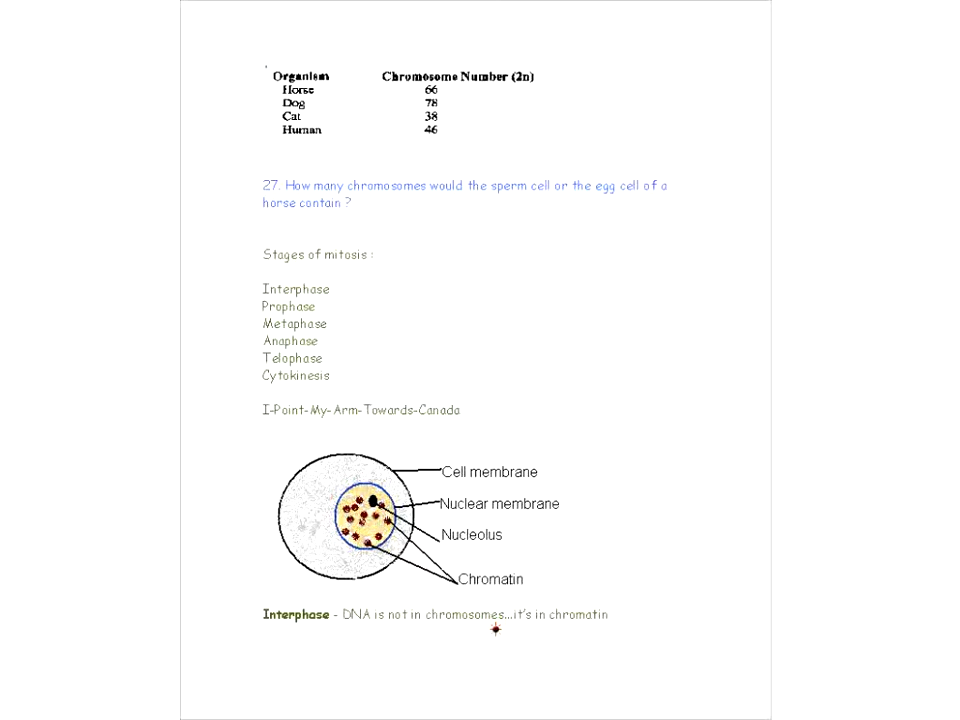 Organism Chromosome Number (2n)
Horse 66
Dog 78
Cat 38
Human 46
27. How many chromosomes would the sperm cell or the egg cell of a
horse contain ?
Stages of mitosis :
Interphase
Prophase
Metaphase
Anaphase
Telophase
Cytokinesis
I-Point-My-Arm-Towards-Canada
Cell membrane
Nuclear membrane
Nucleolus
Chromatin
Interphase - DNA is not in chromosomes...it's in chromatin